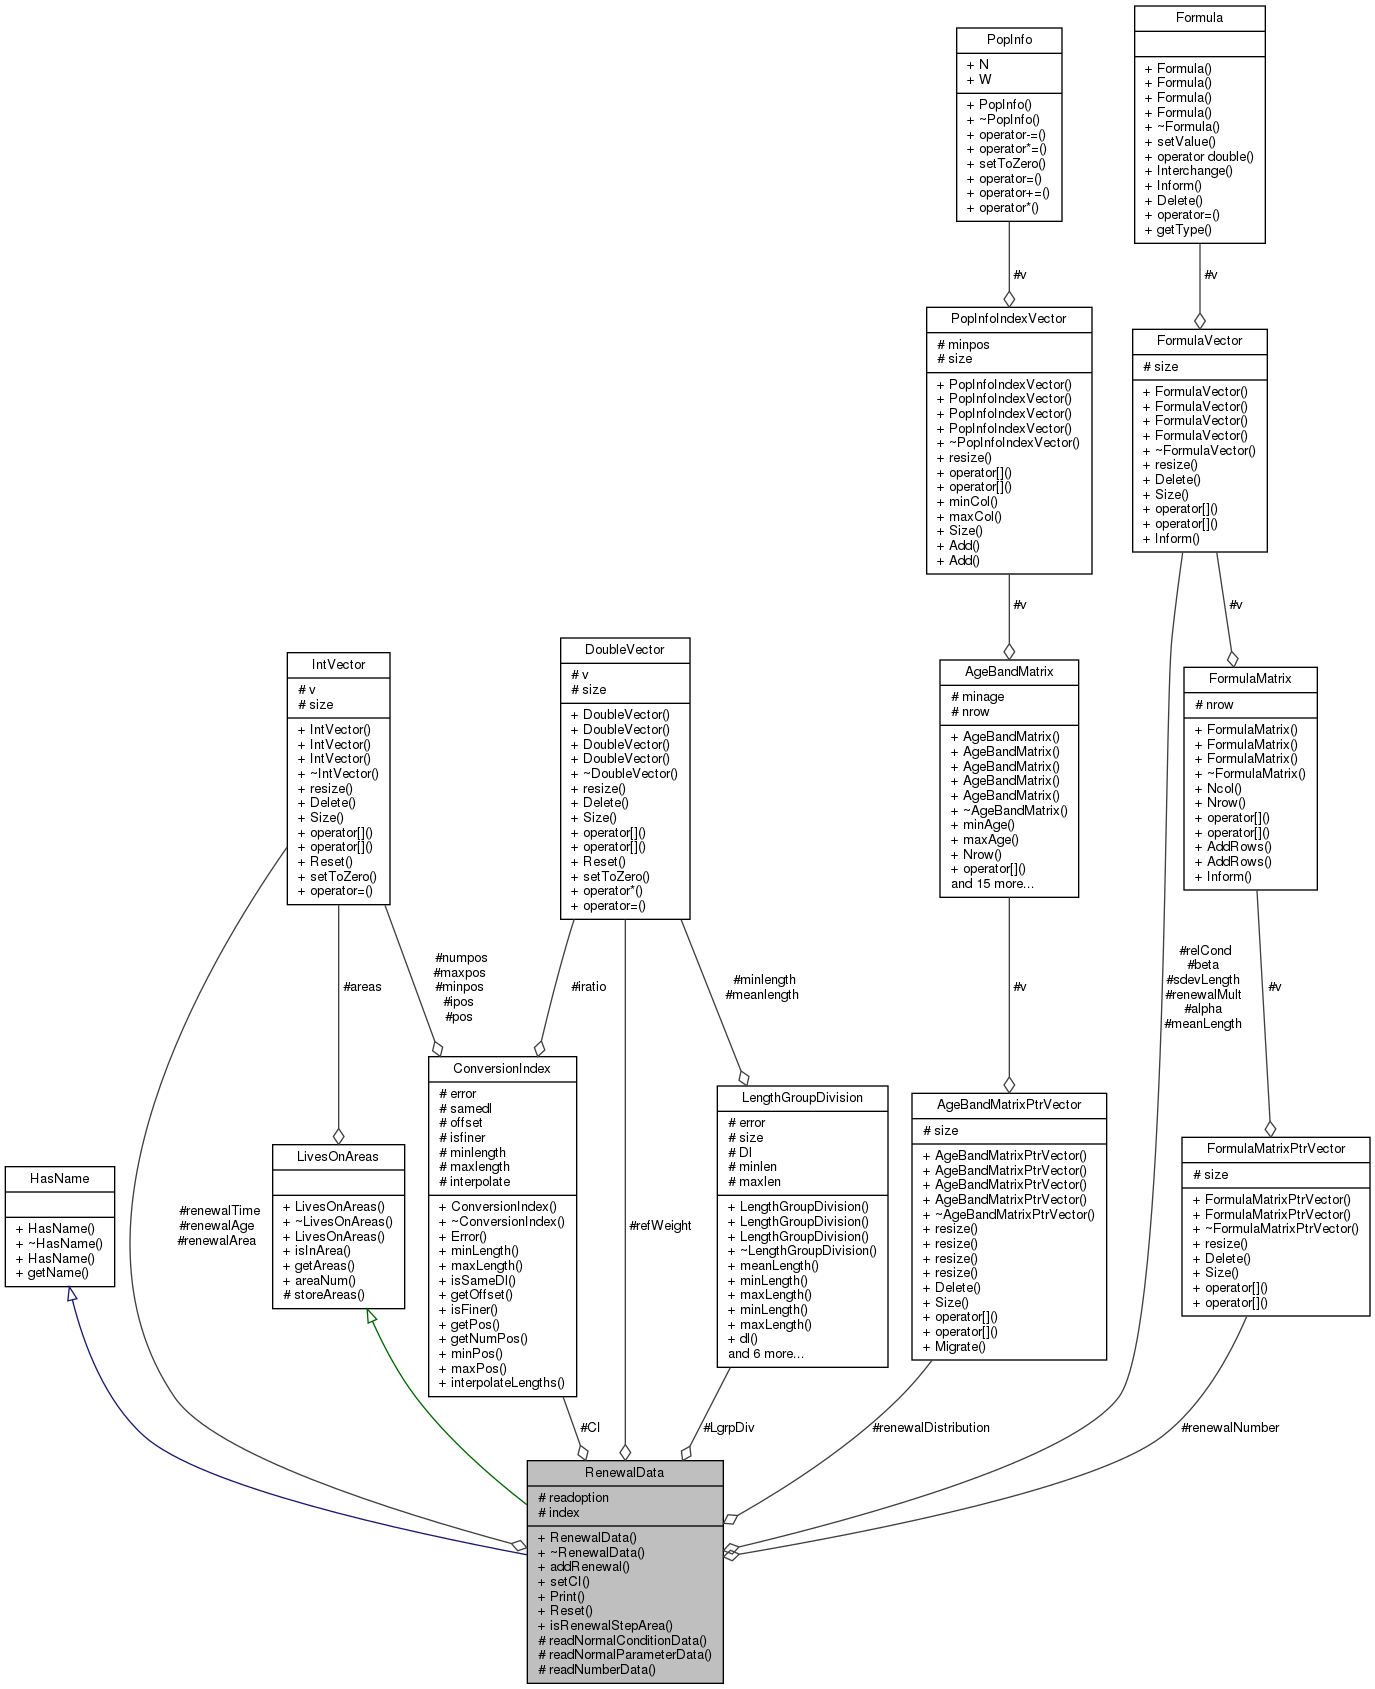 Formula
+ Formula()
+ Formula()
+ Formula()
+ Formula()
+ ~Formula()
+ setValue()
+ operator double()
+ Interchange()
+ Inform()
+ Delete()
+ operator=()
+ getType()
PopInfo
+ N
+ W
+ PopInfo()
+ ~PopInfo()
+ operator-=()
+ operator*=()
+ setToZero()
+ operator=()
+ operator+=()
+ operator*()
#v
#v
PopInfoIndexVector
# minpos
# size
+ PopInfoIndexVector()
+ PopInfoIndexVector()
+ PopInfoIndexVector()
+ PopInfoIndexVector()
+ ~PopInfoIndexVector()
+ resize()
+ operator[]()
+ operator[]()
+ minCol()
+ maxCol()
+ Size()
+ Add()
+ Add()
FormulaVector
# size
+ FormulaVector()
+ FormulaVector()
+ FormulaVector()
+ FormulaVector()
+ ~FormulaVector()
+ resize()
+ Delete()
+ Size()
+ operator[]()
+ operator[]()
+ Inform()
#v
#v
IntVector
# v
# size
+ IntVector()
+ IntVector()
+ IntVector()
+ ~IntVector()
+ resize()
+ Delete()
+ Size()
+ operator[]()
+ operator[]()
+ Reset()
+ setToZero()
+ operator=()
DoubleVector
# v
# size
+ DoubleVector()
+ DoubleVector()
+ DoubleVector()
+ DoubleVector()
+ ~DoubleVector()
+ resize()
+ Delete()
+ Size()
+ operator[]()
+ operator[]()
+ Reset()
+ setToZero()
+ operator*()
+ operator=()
AgeBandMatrix
# minage
# nrow
+ AgeBandMatrix()
+ AgeBandMatrix()
+ AgeBandMatrix()
+ AgeBandMatrix()
+ AgeBandMatrix()
+ ~AgeBandMatrix()
+ minAge()
+ maxAge()
+ Nrow()
+ operator[]()
and 15 more...
FormulaMatrix
# nrow
+ FormulaMatrix()
+ FormulaMatrix()
+ FormulaMatrix()
+ ~FormulaMatrix()
+ Ncol()
+ Nrow()
+ operator[]()
+ operator[]()
+ AddRows()
+ AddRows()
+ Inform()
#areas
#numpos
#maxpos
#minpos
#ipos
#pos
#iratio
#minlength
#meanlength
#v
#relCond
#beta
#sdevLength
#renewalMult
#alpha
#meanLength
#v
HasName
+ HasName()
+ ~HasName()
+ HasName()
+ getName()
#renewalTime
#renewalAge
#renewalArea
LivesOnAreas
+ LivesOnAreas()
+ ~LivesOnAreas()
+ LivesOnAreas()
+ isInArea()
+ getAreas()
+ areaNum()
# storeAreas()
ConversionIndex
# error
# samedl
# offset
# isfiner
# minlength
# maxlength
# interpolate
+ ConversionIndex()
+ ~ConversionIndex()
+ Error()
+ minLength()
+ maxLength()
+ isSameDl()
+ getOffset()
+ isFiner()
+ getPos()
+ getNumPos()
+ minPos()
+ maxPos()
+ interpolateLengths()
#refWeight
LengthGroupDivision
# error
# size
# Dl
# minlen
# maxlen
+ LengthGroupDivision()
+ LengthGroupDivision()
+ LengthGroupDivision()
+ ~LengthGroupDivision()
+ meanLength()
+ minLength()
+ maxLength()
+ minLength()
+ maxLength()
+ dl()
and 6 more...
AgeBandMatrixPtrVector
# size
+ AgeBandMatrixPtrVector()
+ AgeBandMatrixPtrVector()
+ AgeBandMatrixPtrVector()
+ AgeBandMatrixPtrVector()
+ ~AgeBandMatrixPtrVector()
+ resize()
+ resize()
+ resize()
+ resize()
+ Delete()
+ Size()
+ operator[]()
+ operator[]()
+ Migrate()
FormulaMatrixPtrVector
# size
+ FormulaMatrixPtrVector()
+ FormulaMatrixPtrVector()
+ ~FormulaMatrixPtrVector()
+ resize()
+ Delete()
+ Size()
+ operator[]()
+ operator[]()
#CI
#LgrpDiv
#renewalDistribution
#renewalNumber
RenewalData
# readoption
# index
+ RenewalData()
+ ~RenewalData()
+ addRenewal()
+ setCI()
+ Print()
+ Reset()
+ isRenewalStepArea()
# readNormalConditionData()
# readNormalParameterData()
# readNumberData()